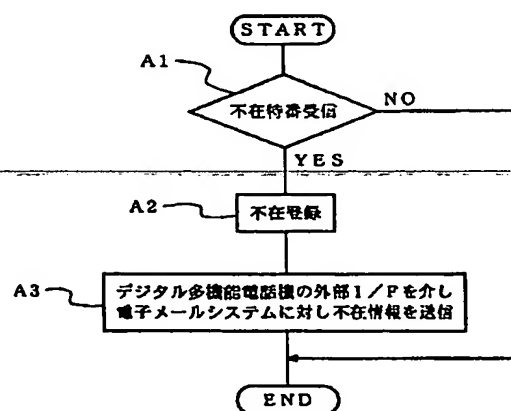 START
A1
不在特番受信
NO
YES
A2
不在登録
A3
デジタル多機能電話機の外部I/Fを介し
電子メールシステムに対し不在情報を送信
END